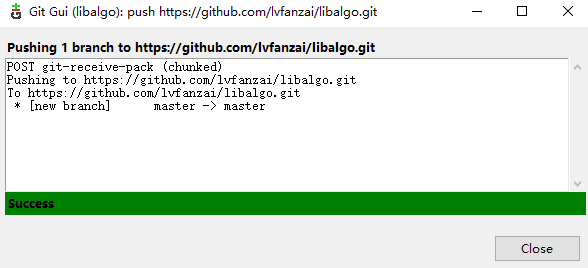 Git Gui (libalgo): push https://github.com/lvfanzai/libalgo.git
Pushing 1 branch to https://github.com/lvfanzai/libalgo.git
POST git-receive-pack (chunked)
Pushing to https://github.com/lvfanzai/libalgo.git
To https://github.com/lvfanzai/libalgo.git
 * [new branch]      master -> master
Success
Close